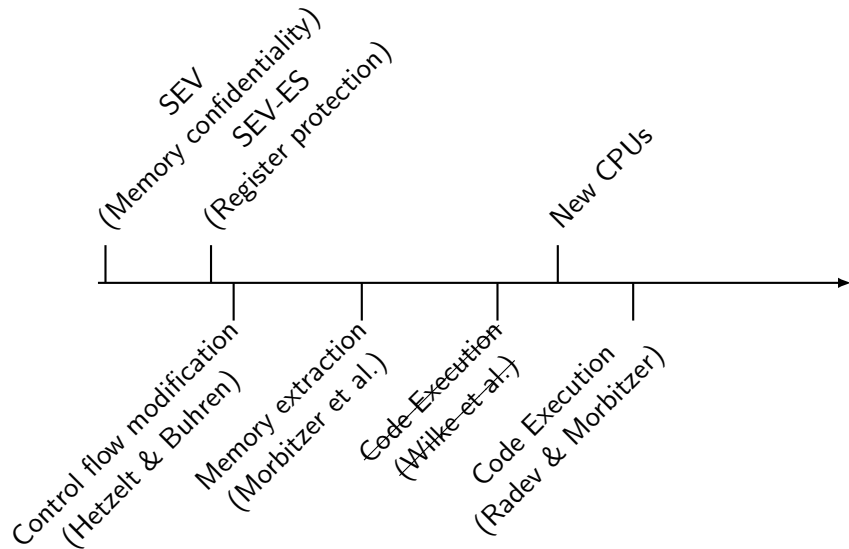 SEV
(Memory confidentiality)
SEV-ES
(Register protection)
New CPUs
Control flow modification
(Hetzelt & Buhren)
Memory extraction
(Morbitzer et al.)
Code Execution
(Wilke et al.)
Code Execution
(Radev & Morbitzer)